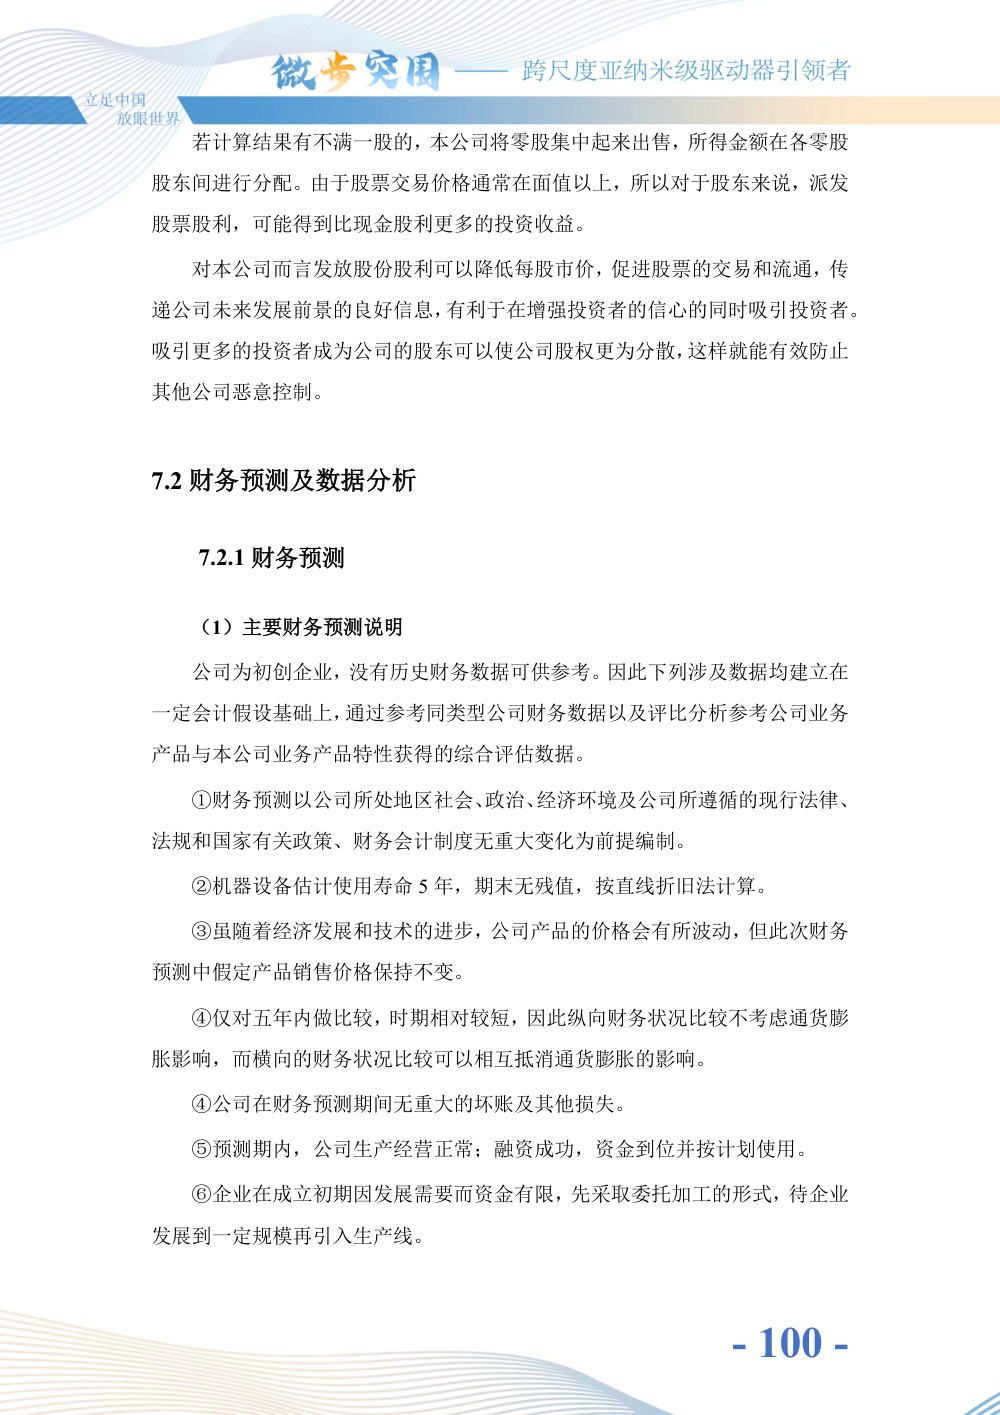 微步突围 —— 跨尺度亚纳米级驱动器引领者
立足中国
放眼世界
若计算结果有不满一股的，本公司将零股集中起来出售，所得金额在各零股
股东间进行分配。由于股票交易价格通常在面值以上，所以对于股东来说，派发
股票股利，可能得到比现金股利更多的投资收益。
对本公司而言发放股份股利可以降低每股市价，促进股票的交易和流通，传
递公司未来发展前景的良好信息，有利于在增强投资者的信心的同时吸引投资者。
吸引更多的投资者成为公司的股东可以使公司股权更为分散，这样就能有效防止
其他公司恶意控制。
7.2 财务预测及数据分析
7.2.1 财务预测
（1）主要财务预测说明
公司为初创企业，没有历史财务数据可供参考。因此下列涉及数据均建立在
一定会计假设基础上，通过参考同类型公司财务数据以及评比分析参考公司业务
产品与本公司业务产品特性获得的综合评估数据。
①财务预测以公司所处地区社会、政治、经济环境及公司所遵循的现行法律、
法规和国家有关政策、财务会计制度无重大变化为前提编制。
②机器设备估计使用寿命 5 年，期末无残值，按直线折旧法计算。
③虽随着经济发展和技术的进步，公司产品的价格会有所波动，但此次财务
预测中假定产品销售价格保持不变。
④仅对五年内做比较，时期相对较短，因此纵向财务状况比较不考虑通货膨
胀影响，而横向的财务状况比较可以相互抵消通货膨胀的影响。
④公司在财务预测期间无重大的坏账及其他损失。
⑤预测期内，公司生产经营正常；融资成功，资金到位并按计划使用。
⑥企业在成立初期因发展需要而资金有限，先采取委托加工的形式，待企业
发展到一定规模再引入生产线。
- 100 -